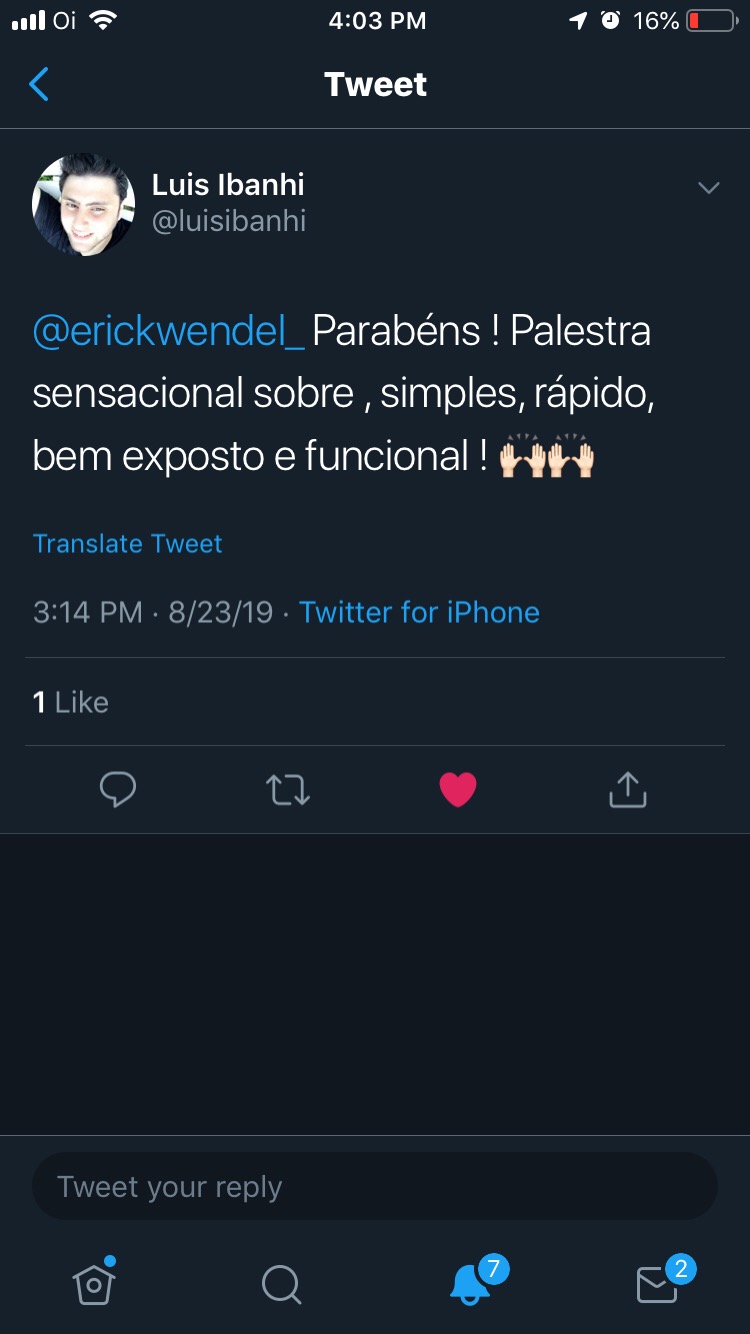 Oi 4:03 PM 16%
Tweet
Luis Ibanhi
@luisibanhi
@erickwendel_ Parabéns ! Palestra
sensacional sobre , simples, rápido,
bem exposto e funcional ! 🙌🏻🙌🏻
Translate Tweet
3:14 PM · 8/23/19 · Twitter for iPhone
1 Like
Tweet your reply
7 2